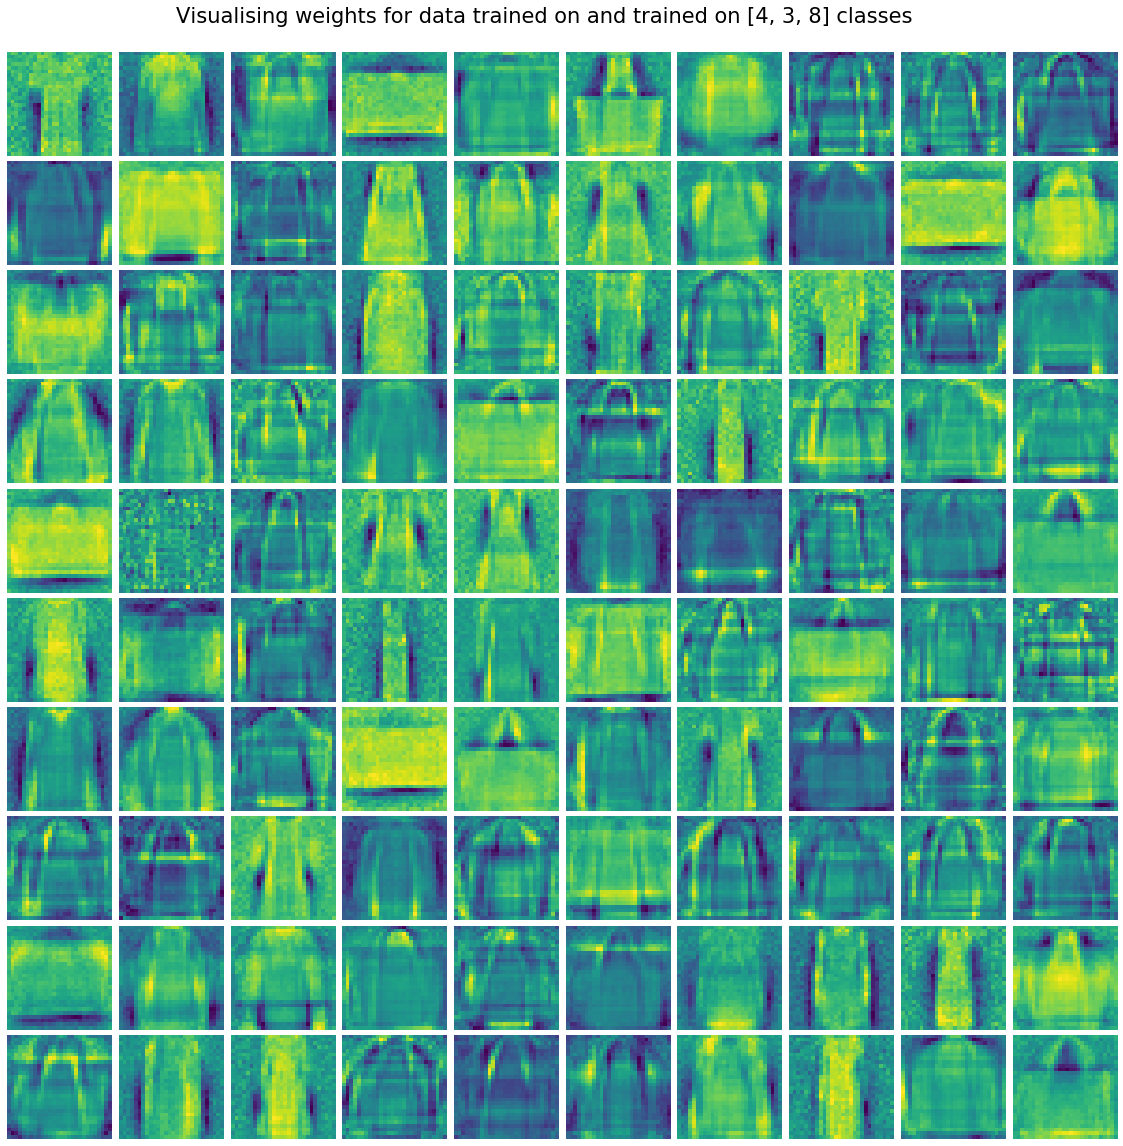 Visualising weights for data trained on and trained on [4, 3, 8] classes